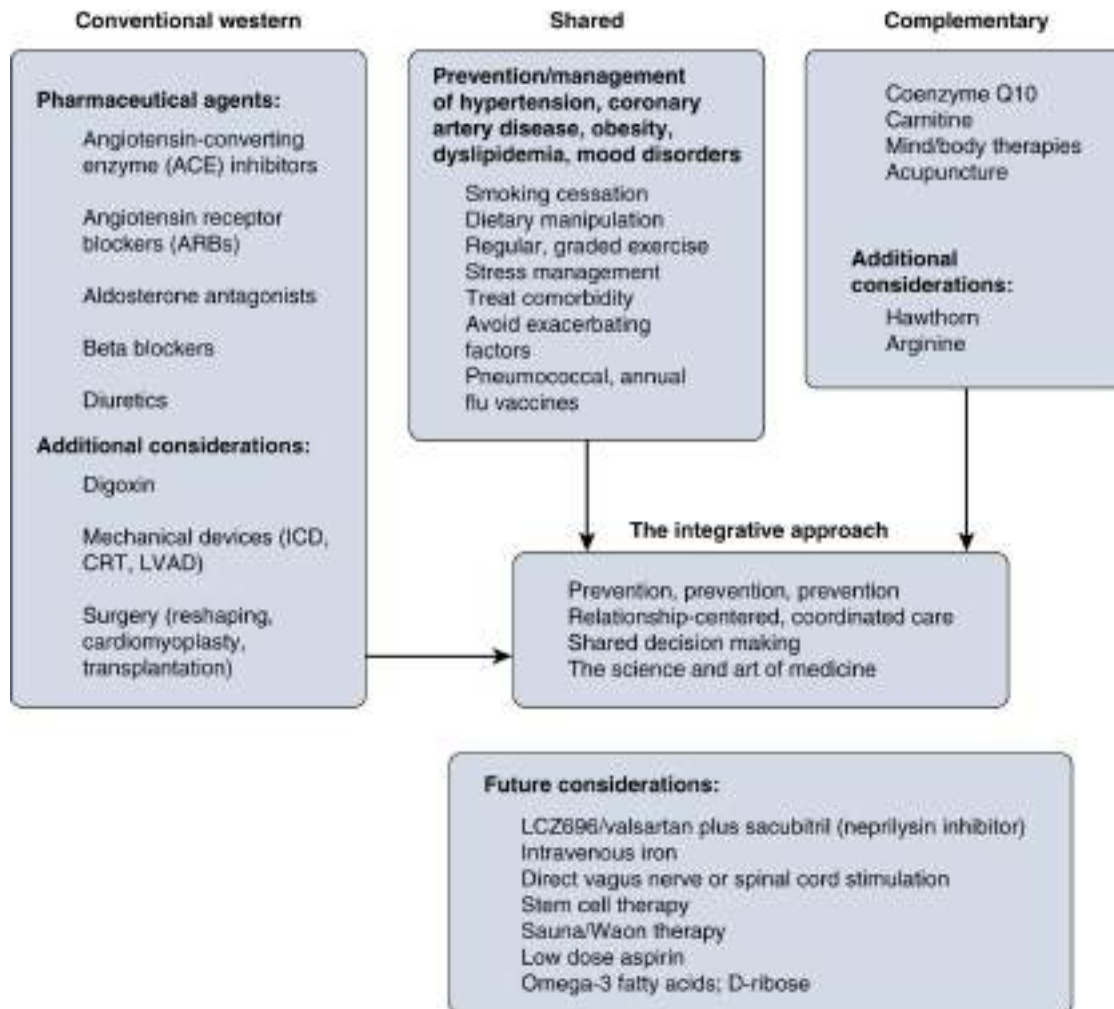 Conventional western
Pharmaceutical agents:
Angiotensin-converting
enzyme (ACE) inhibitors
Angiotensin receptor
blockers (ARBs)
Aldosterone antagonists
Beta blockers
Diuretics
Additional considerations:
Digoxin
Mechanical devices (ICD,
CRT, LVAD)
Surgery (reshaping,
cardiomyoplasty,
transplantation)
Shared
Prevention/management
of hypertension, coronary
artery disease, obesity,
dyslipidemia, mood disorders
Smoking cessation
Dietary manipulation
Regular, graded exercise
Stress management
Treat comorbidity
Avoid exacerbating
factors
Pneumococcal, annual
flu vaccines
Complementary
Coenzyme Q10
Carnitine
Mind/body therapies
Acupuncture
Additional
considerations:
Hawthorn
Arginine
The integrative approach
Prevention, prevention, prevention
Relationship-centered, coordinated care
Shared decision making
The science and art of medicine
Future considerations:
LCZ696/valsartan plus sacubitril (neprilysin inhibitor)
Intravenous iron
Direct vagus nerve or spinal cord stimulation
Stem cell therapy
Sauna/Waon therapy
Low dose aspirin
Omega-3 fatty acids; D-ribose